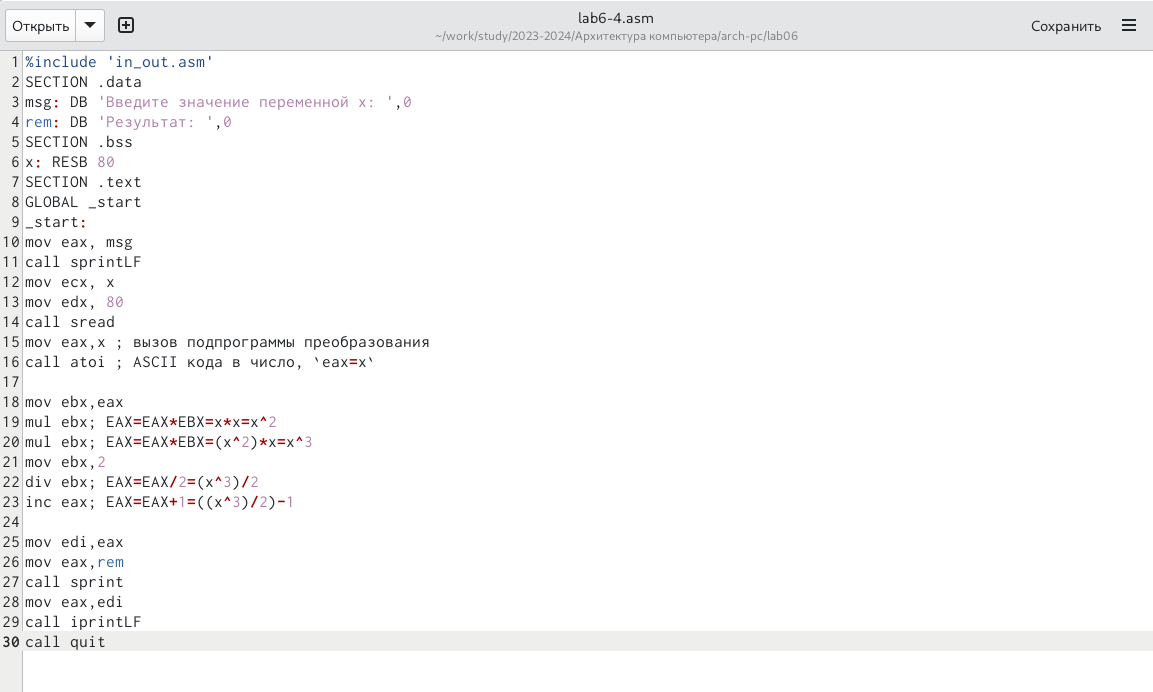 Открыть
lab6-4.asm
~/work/study/2023-2024/Архитектура компьютера/arch-pc/lab06
Сохранить
1 %include 'in_out.asm'
2 SECTION .data
3 msg: DB 'Введите значение переменной x: ',0
4 rem: DB 'Результат: ',0
5 SECTION .bss
6 x: RESB 80
7 SECTION .text
8 GLOBAL _start
9 _start:
10 mov eax, msg
11 call sprintLF
12 mov ecx, x
13 mov edx, 80
14 call sread
15 mov eax,x ; вызов подпрограммы преобразования
16 call atoi ; ASCII кода в число, `eax=x`
17
18 mov ebx,eax
19 mul ebx; EAX=EAX*EBX=x*x=x^2
20 mul ebx; EAX=EAX*EBX=(x^2)*x=x^3
21 mov ebx,2
22 div ebx; EAX=EAX/2=(x^3)/2
23 inc eax; EAX=EAX+1=((x^3)/2)-1
24
25 mov edi,eax
26 mov eax,rem
27 call sprint
28 mov eax,edi
29 call iprintLF
30 call quit